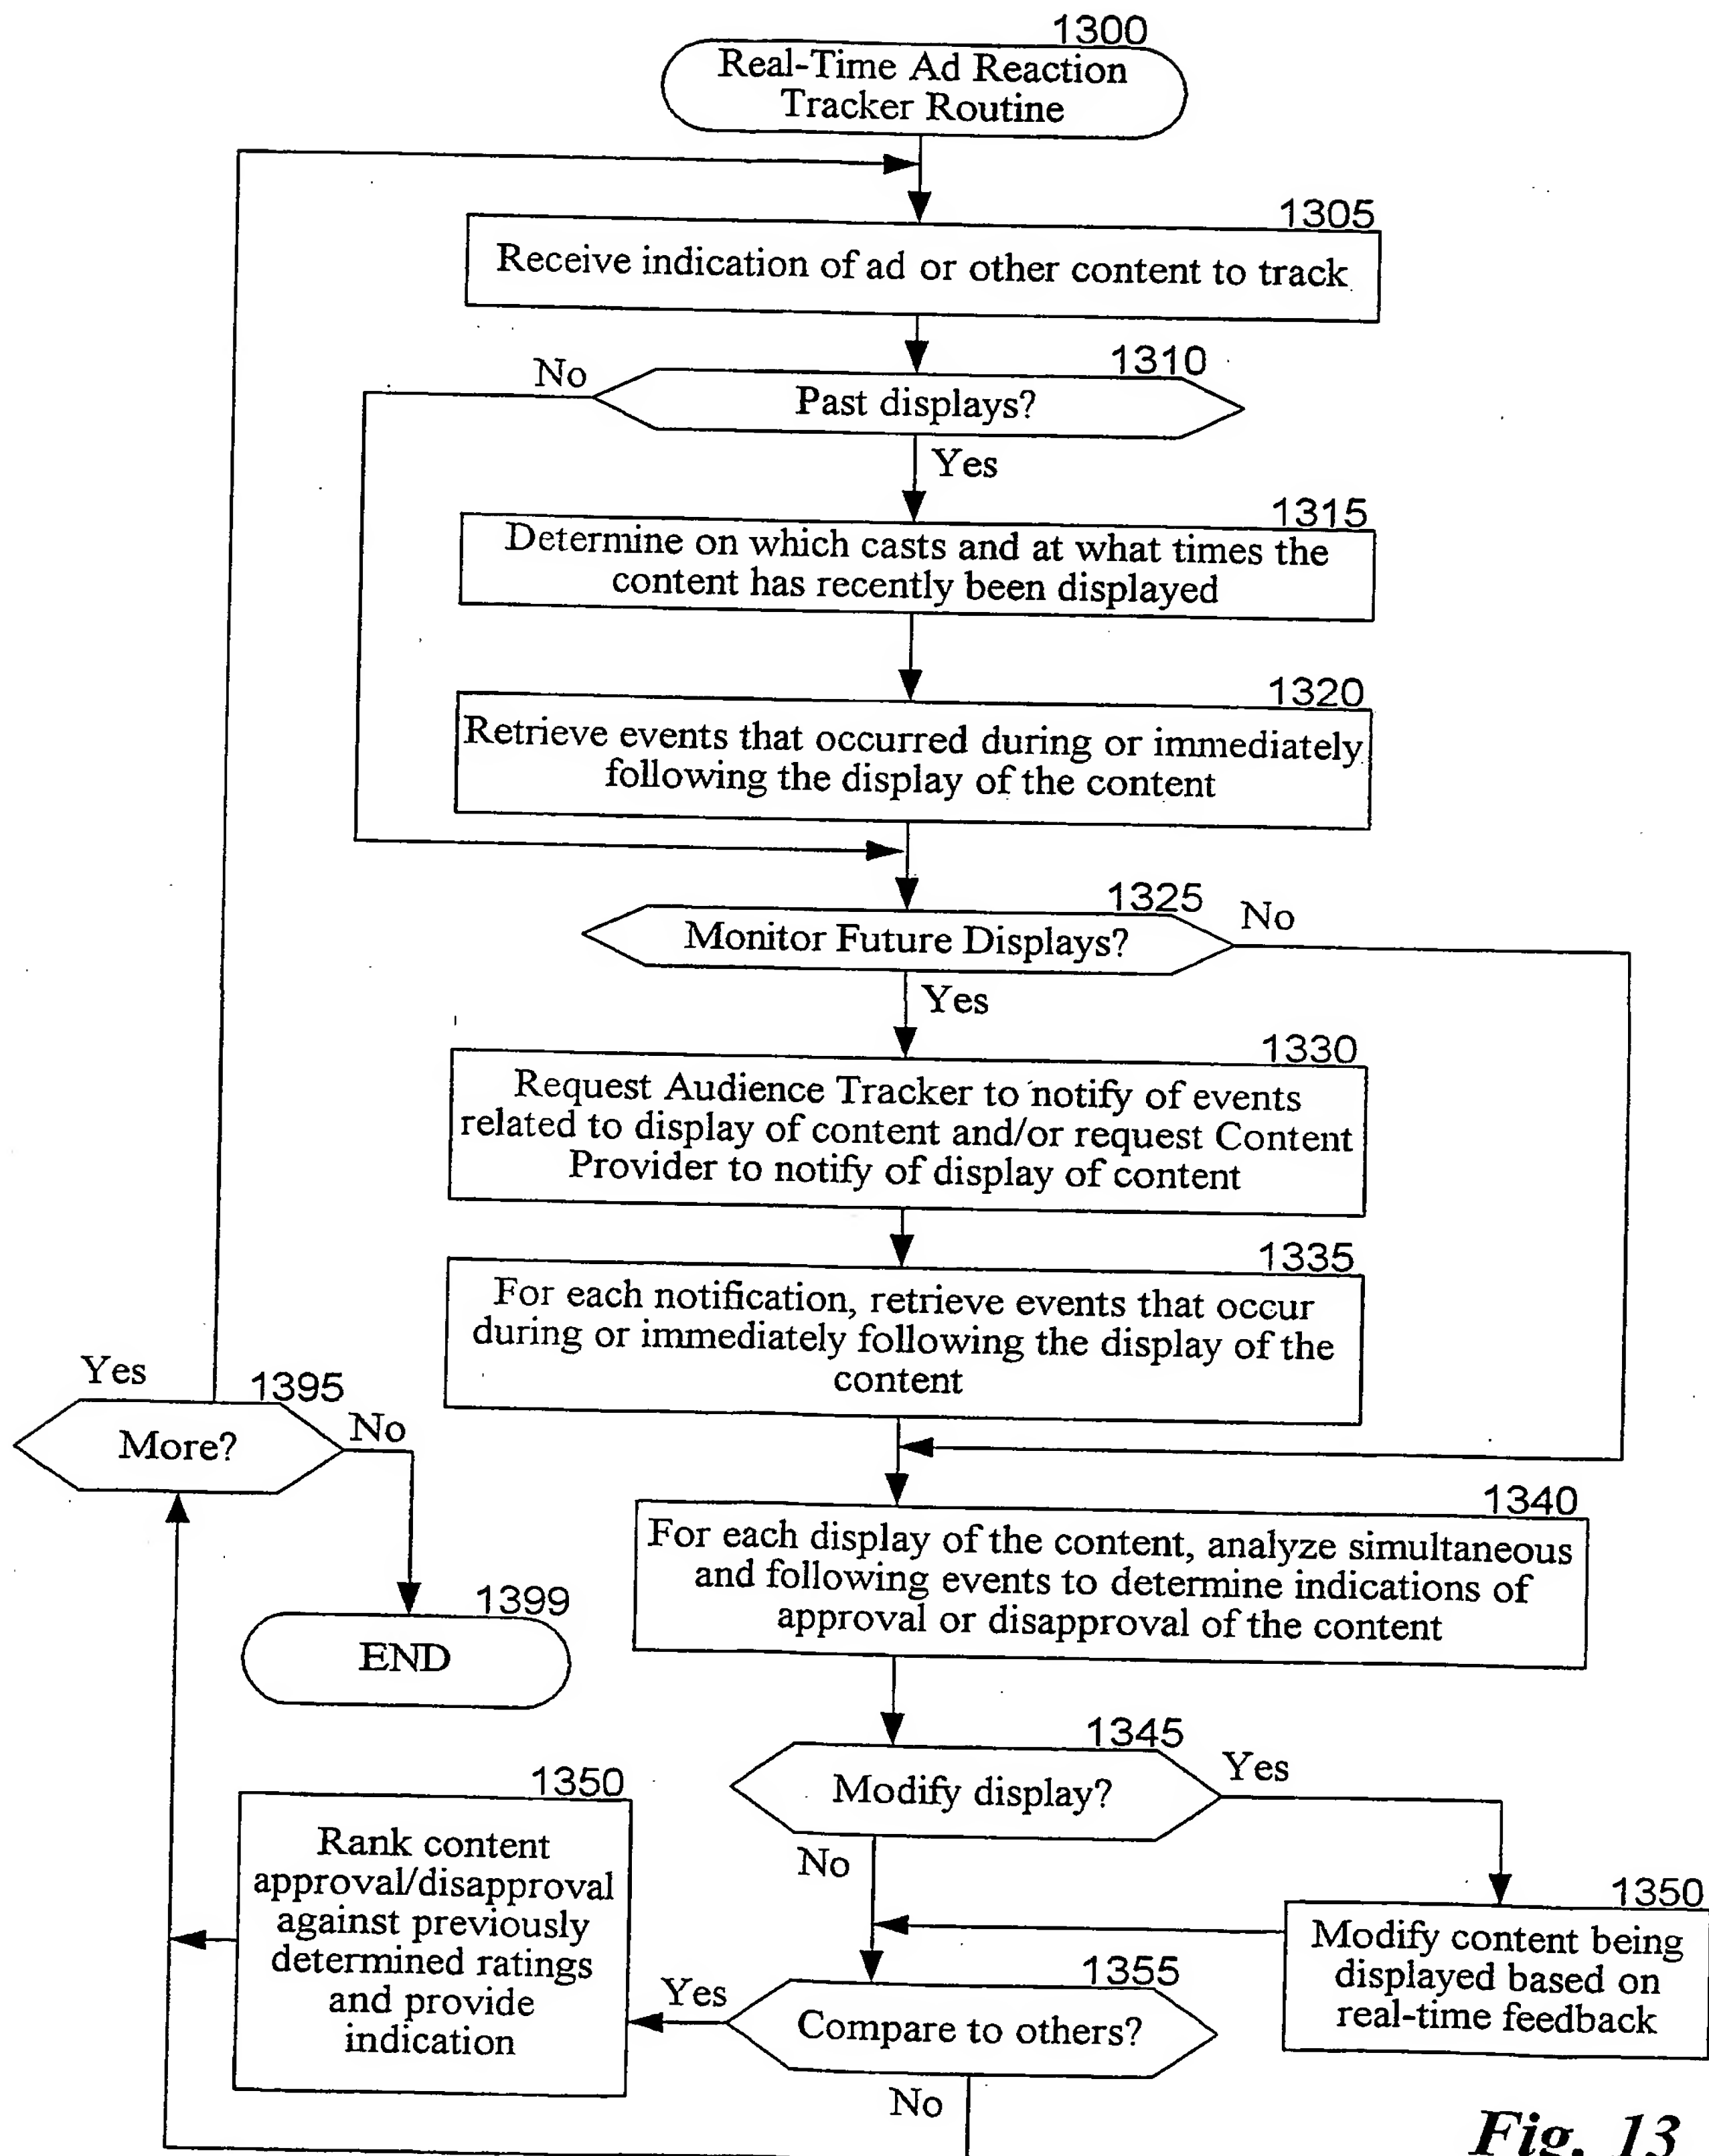 1300
Real-Time Ad Reaction
Tracker Routine
1305
Receive indication of ad or other content to track
1310
No
Past displays?
Yes
1315
Determine on which casts and at what times the
content has recently been displayed
1320
Retrieve events that occurred during or immediately
following the display of the content
1325
No
Monitor Future Displays?
Yes
1330
Request Audience Tracker to notify of events
related to display of content and/or request Content
Provider to notify of display of content
1335
For each notification, retrieve events that occur
during or immediately following the display of the
content
Yes
1395
No
More?
1340
For each display of the content, analyze simultaneous
and following events to determine indications of
approval or disapproval of the content
1399
END
1345
Yes
Modify display?
No
1350
Rank content
approval/disapproval
against previously
determined ratings
and provide
indication
1350
Modify content being
displayed based on
real-time feedback
1355
Yes
Compare to others?
No
Fig. 13